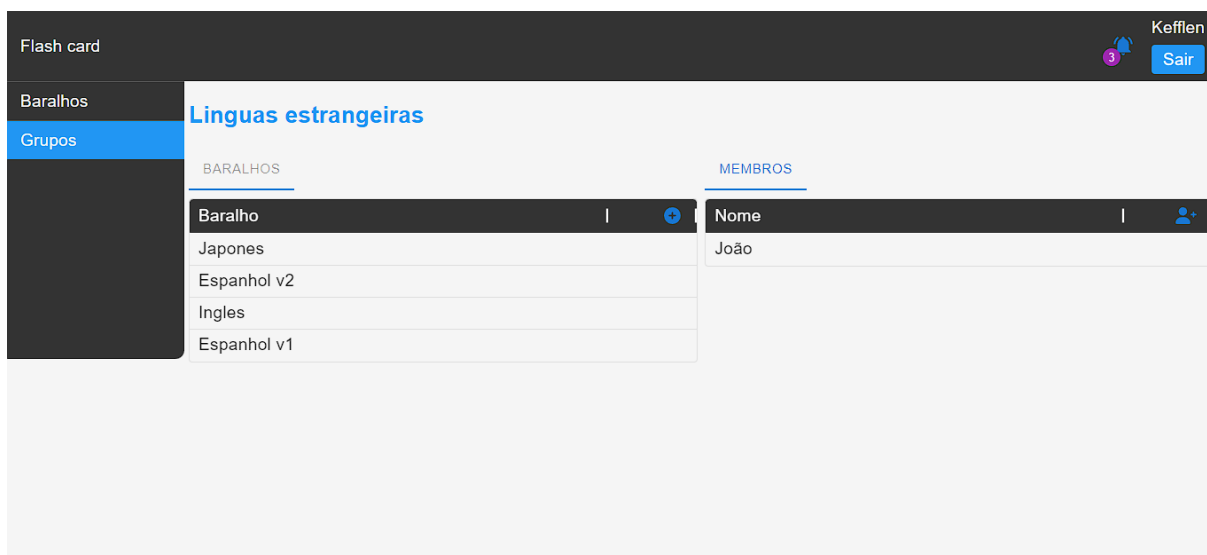 Flash card
3
Kefflen
Sair
Baralhos
Grupos
Linguas estrangeiras
BARALHOS
Baralho
Japones
Espanhol v2
Ingles
Espanhol v1
MEMBROS
Nome
João